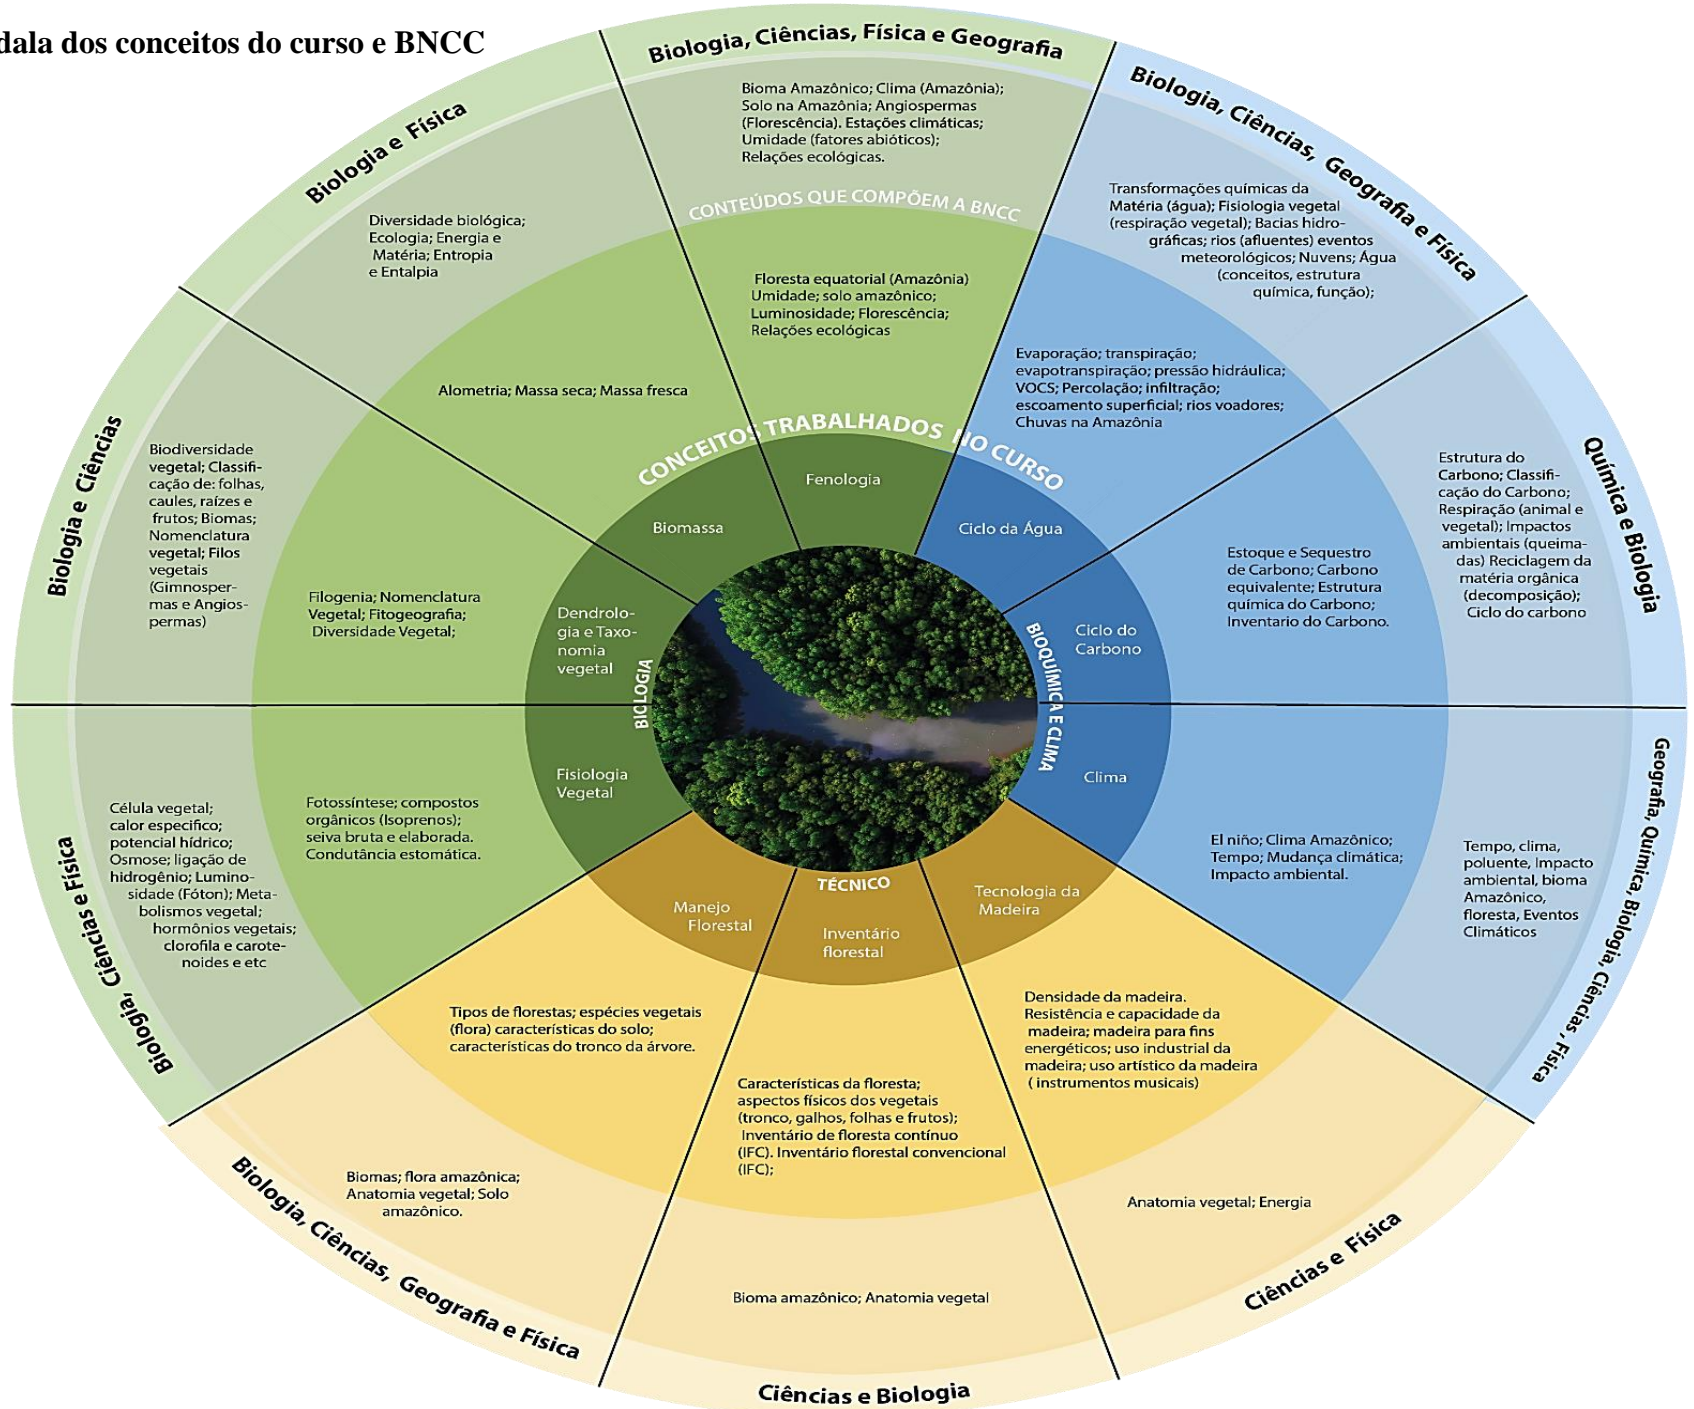 dala dos conceitos do curso e BNCC
Biologia, Ciências, Física e Geografia
Bioma Amazônico; Clima (Amazônia);
Solo na Amazônia; Angiospermas
(Florescência). Estações climáticas;
Umidade (fatores abióticos);
Relações ecológicas.
CONTEÚDOS QUE COMPÕEM A BNCC
Floresta equatorial (Amazônia)
Umidade; solo amazônico;
Luminosidade; Florescência;
Relações ecológicas
CONCEITOS TRABALHADOS NO CURSO
Fenologia
Biologia, Ciências, Geografia e Física
Transformações químicas da
Matéria (água); Fisiologia vegetal
(respiração vegetal); Bacias hidro-
gráficas; rios (afluentes) eventos
meteorológicos; Nuvens; Água
(conceitos, estrutura
química, função);
Evaporação; transpiração;
evapotranspiração; pressão hidráulica;
VOCS; Percolação; infiltração;
escoamento superficial; rios voadores;
Chuvas na Amazônia
Ciclo da Água
Química e Biologia
Estrutura do
Carbono; Classifi-
cação do Carbono;
Respiração (animal e
vegetal); Impactos
ambientais (queima-
das) Reciclagem da
matéria orgânica
(decomposição);
Ciclo do carbono
Estoque e Sequestro
de Carbono; Carbono
equivalente; Estrutura
química do Carbono;
Inventario do Carbono.
Ciclo do
Carbono
BIOQUÍMICA E CLIMA
Geografia, Química, Biologia, Ciências, Física
Tempo, clima,
poluente, Impacto
ambiental, bioma
Amazônico,
floresta, Eventos
Climáticos
El niño; Clima Amazônico;
Tempo; Mudança climática;
Impacto ambiental.
Clima
Ciências e Física
Anatomia vegetal; Energia
Densidade da madeira.
Resistência e capacidade da
madeira; madeira para fins
energéticos; uso industrial da
madeira; uso artístico da madeira
( instrumentos musicais)
Tecnologia da
Madeira
TÉCNICO
Ciências e Biologia
Bioma amazônico; Anatomia vegetal
Características da floresta;
aspectos físicos dos vegetais
(tronco, galhos, folhas e frutos);
Inventário de floresta contínuo
(IFC). Inventário florestal convencional
(IFC);
Inventário
florestal
Biologia, Ciências, Geografia e Física
Biomas; flora amazônica;
Anatomia vegetal; Solo
amazônico.
Tipos de florestas; espécies vegetais
(flora) características do solo;
características do tronco da árvore.
Manejo
Florestal
Biologia, Ciências e Física
Célula vegetal;
calor especifico;
potencial hídrico;
Osmose; ligação de
hidrogênio; Lumino-
sidade (Fóton); Meta-
bolismos vegetal;
hormônios vegetais;
clorofila e carote-
noides e etc
Fotossíntese; compostos
orgânicos (Isoprenos);
seiva bruta e elaborada.
Condutância estomática.
Fisiologia
Vegetal
BIOLOGIA
Biologia e Ciências
Biodiversidade
vegetal; Classifi-
cação de: folhas,
caules, raízes e
frutos; Biomas;
Nomenclatura
vegetal; Filos
vegetais
(Gimnosper-
mas e Angios-
permas)
Filogenia; Nomenclatura
Vegetal; Fitogeografia;
Diversidade Vegetal;
Dendrolo-
gia e Taxo-
nomia
vegetal
Biologia e Física
Diversidade biológica;
Ecologia; Energia e
Matéria; Entropia
e Entalpia
Alometria; Massa seca; Massa fresca
Biomassa